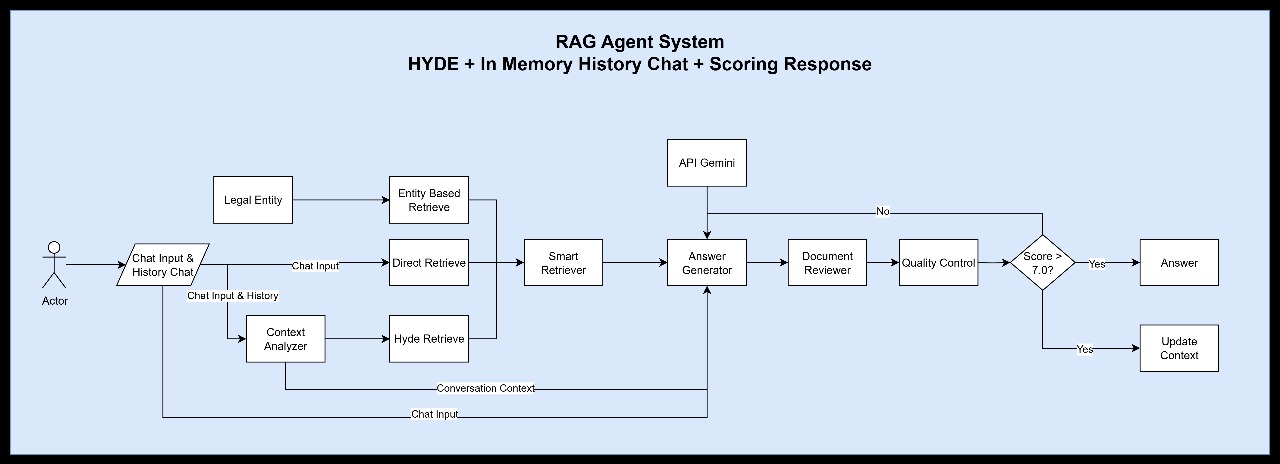 RAG Agent System
HYDE + In Memory History Chat + Scoring Response
API Gemini
Legal Entity
Entity Based
Retrieve
No
Actor
Chat Input &
History Chat
Chat Input
Direct Retrieve
Smart
Retriever
Answer
Generator
Document
Reviewer
Quality Control
Score >
7.0?
Yes
Answer
Chat Input & History
Context
Analyzer
Hyde Retrieve
Yes
Update
Context
Conversation Context
Chat Input